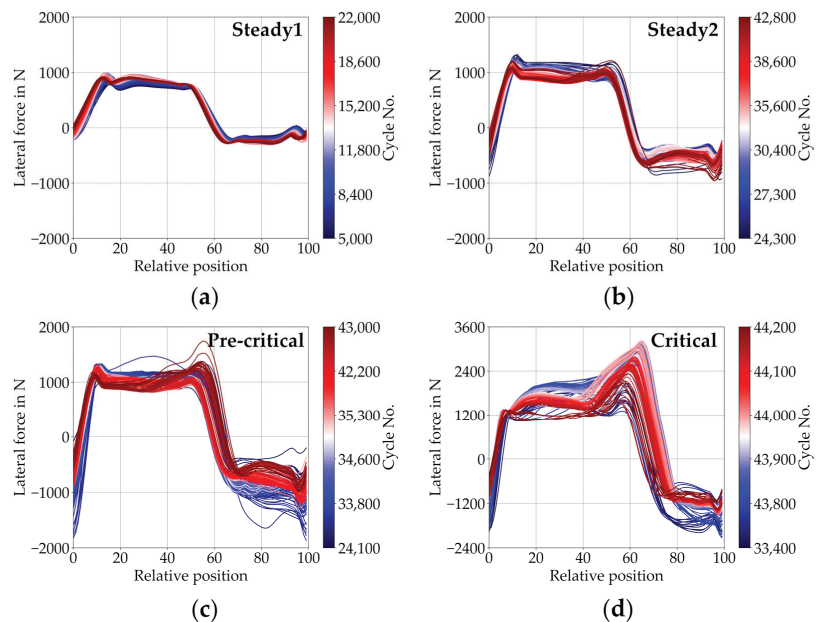 Steady1
2000
1000
0
−1000
−2000
Lateral force in N
0 20 40 60 80 100
Relative position
22,000
18,600
15,200
11,800
8,400
5,000
Cycle No.
(a)
Steady2
2000
1000
0
−1000
−2000
Lateral force in N
0 20 40 60 80 100
Relative position
42,800
38,600
35,600
30,400
27,300
24,300
Cycle No.
(b)
Pre-critical
2000
1000
0
−1000
−2000
Lateral force in N
0 20 40 60 80 100
Relative position
43,000
42,200
35,300
34,600
33,800
24,100
Cycle No.
(c)
Critical
3600
2400
1200
0
−1200
−2400
Lateral force in N
0 20 40 60 80 100
Relative position
44,200
44,100
44,000
43,900
43,800
33,400
Cycle No.
(d)